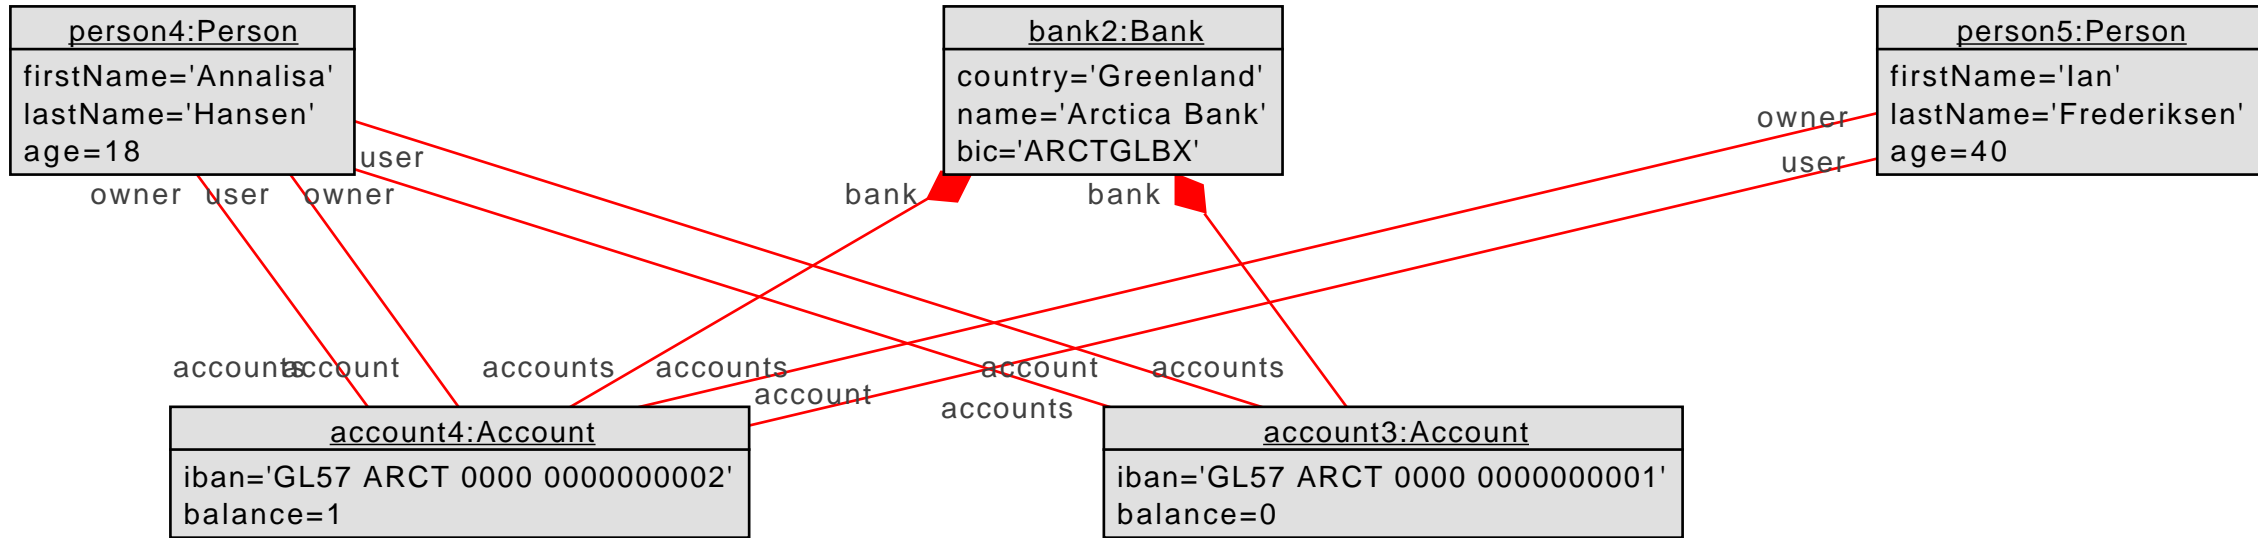 person4:Person
firstName='Annalisa'
lastName='Hansen'
age=18
bank2:Bank
country='Greenland'
name='Arctica Bank'
bic='ARCTGLBX'
person5:Person
firstName='Ian'
lastName='Frederiksen'
age=40
owner
user
user
owner user owner
bank
bank
accounts
account
accounts
accounts
account
accounts
account
accounts
account4:Account
iban='GL57 ARCT 0000 0000000002'
balance=1
account3:Account
iban='GL57 ARCT 0000 0000000001'
balance=0